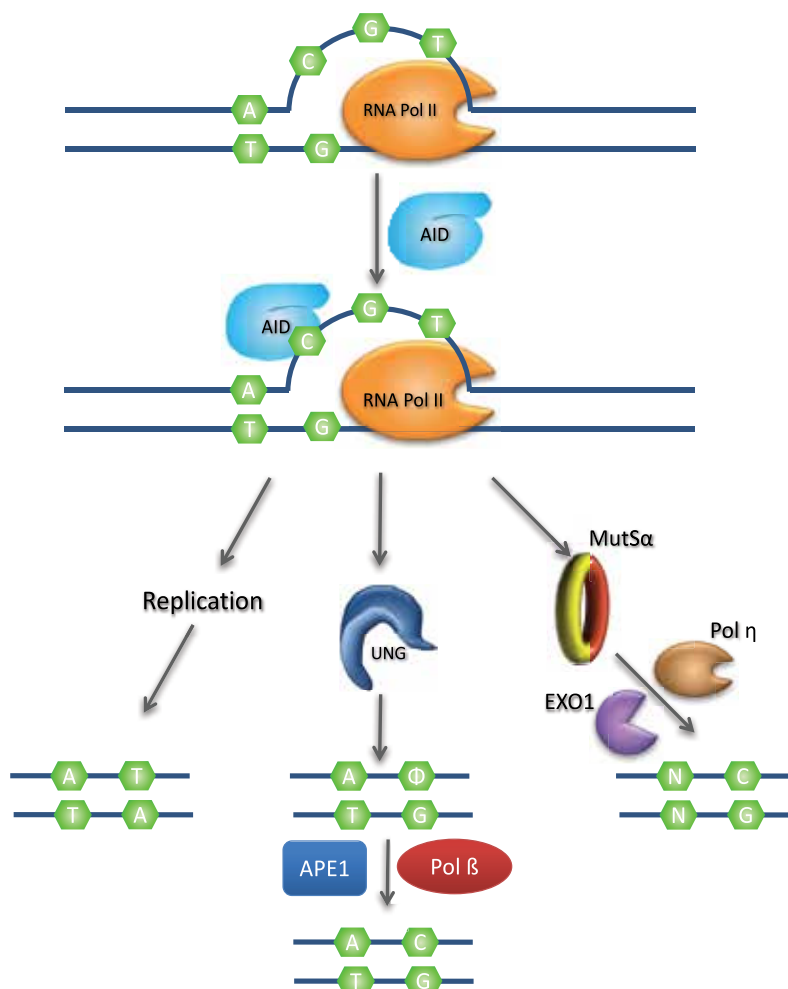 G
C
T
A
RNA Pol II
T
G
AID
AID
C
G
T
A
RNA Pol II
T
G
MutSα
Replication
Pol η
UNG
EXO1
A T
T A
A Φ
T G
N C
N G
APE1
Pol ß
A C
T G